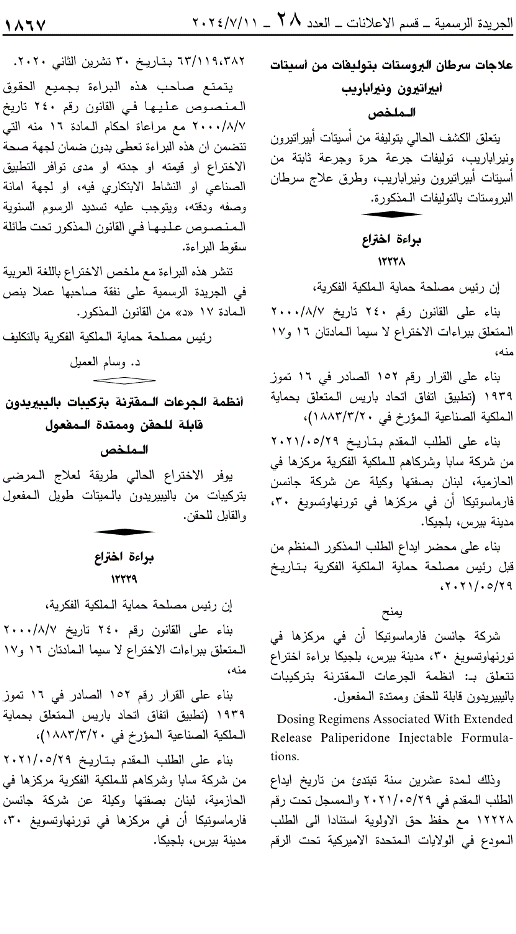 الجريدة الرسمية – قسم الاعلانات – العدد ٢٨ – ٢٠٢٤/٧/١١
١٨٦٧
علاجات سرطان البروستات بتوليفات من أسيتات
أبيراتيرون ونيراباريب
الملخص
يتعلق الكشف الحالي بتوليفة من أسيتات أبيراتيرون
ونيراباريب، توليفات جرعة حرة وجرعة ثابتة من
أسيتات أبيراتيرون ونيراباريب، وطرق علاج سرطان
البروستات بالتوليفات المذكورة.
براءة اختراع
١٢٢٢٨
إن رئيس مصلحة حماية الملكية الفكرية،
بناء على القانون رقم ٢٤٠ تاريخ ٢٠٠٠/٨/٧
المتعلق ببراءات الاختراع لا سيما المادتان ١٦ و١٧
منه،
بناء على القرار رقم ١٥٢ الصادر في ١٦ تموز
١٩٣٩ (تطبيق اتفاق اتحاد باريس المتعلق بحماية
الملكية الصناعية المؤرخ في ١٨٨٣/٣/٢٠)،
بناء على الطلب المقدم بتاريخ ٢٠٢١/٠٥/٢٩
من شركة سابا وشركاهم للملكية الفكرية مركزها في
الحازمية، لبنان بصفتها وكيلة عن شركة جانسن
فارماسوتيكا أن في مركزها في تورنهاوتسويغ ٣٠،
مدينة بيرس، بلجيكا.
بناء على محضر ايداع الطلب المذكور المنظم من
قبل رئيس مصلحة حماية الملكية الفكرية بتاريخ
٢٠٢١/٠٥/٢٩،
يمنح
شركة جانسن فارماسوتيكا أن في مركزها في
تورنهاوتسويغ ٣٠، مدينة بيرس، بلجيكا براءة اختراع
تتعلق بـ: انظمة الجرعات المقترنة بتركيبات
باليبيريدون قابلة للحقن وممتدة المفعول.
Dosing Regimens Associated With Extended
Release Paliperidone Injectable Formula-
tions.
وذلك لمدة عشرين سنة تبتدئ من تاريخ ايداع
الطلب المقدم في ٢٠٢١/٠٥/٢٩ والمسجل تحت رقم
١٢٢٢٨ مع حفظ حق الاولوية استنادا الى الطلب
المودع في الولايات المتحدة الاميركية تحت الرقم
٦٣/١١٩،٣٨٢ بتاريخ ٣٠ تشرين الثاني ٢٠٢٠.
يتمتع صاحب هذه البراءة بجميع الحقوق
المنصوص عليها في القانون رقم ٢٤٠ تاريخ
٢٠٠٠/٨/٧ مع مراعاة احكام المادة ١٦ منه التي
تتضمن ان هذه البراءة تعطى بدون ضمان لجهة صحة
الاختراع او قيمته او جدته او مدى توافر التطبيق
الصناعي او النشاط الابتكاري فيه، او لجهة امانة
وصفه ودقته، ويتوجب عليه تسديد الرسوم السنوية
المنصوص عليها في القانون المذكور تحت طائلة
سقوط البراءة.
تنشر هذه البراءة مع ملخص الاختراع باللغة العربية
في الجريدة الرسمية على نفقة صاحبها عملا بنص
المادة ١٧ «د» من القانون المذكور.
رئيس مصلحة حماية الملكية الفكرية بالتكليف
د. وسام العميل
أنظمة الجرعات المقترنة بتركيبات باليبيريدون
قابلة للحقن وممتدة المفعول
الملخص
يوفر الاختراع الحالي طريقة لعلاج المرضى
بتركيبات من باليبيريدون بالميتات طويل المفعول
والقابل للحقن.
براءة اختراع
١٢٢٢٩
إن رئيس مصلحة حماية الملكية الفكرية،
بناء على القانون رقم ٢٤٠ تاريخ ٢٠٠٠/٨/٧
المتعلق ببراءات الاختراع لا سيما المادتان ١٦ و١٧
منه،
بناء على القرار رقم ١٥٢ الصادر في ١٦ تموز
١٩٣٩ (تطبيق اتفاق اتحاد باريس المتعلق بحماية
الملكية الصناعية المؤرخ في ١٨٨٣/٣/٢٠)،
بناء على الطلب المقدم بتاريخ ٢٠٢١/٠٥/٢٩
من شركة سابا وشركاهم للملكية الفكرية مركزها في
الحازمية، لبنان بصفتها وكيلة عن شركة جانسن
فارماسوتيكا أن في مركزها في تورنهاوتسويغ ٣٠،
مدينة بيرس، بلجيكا.